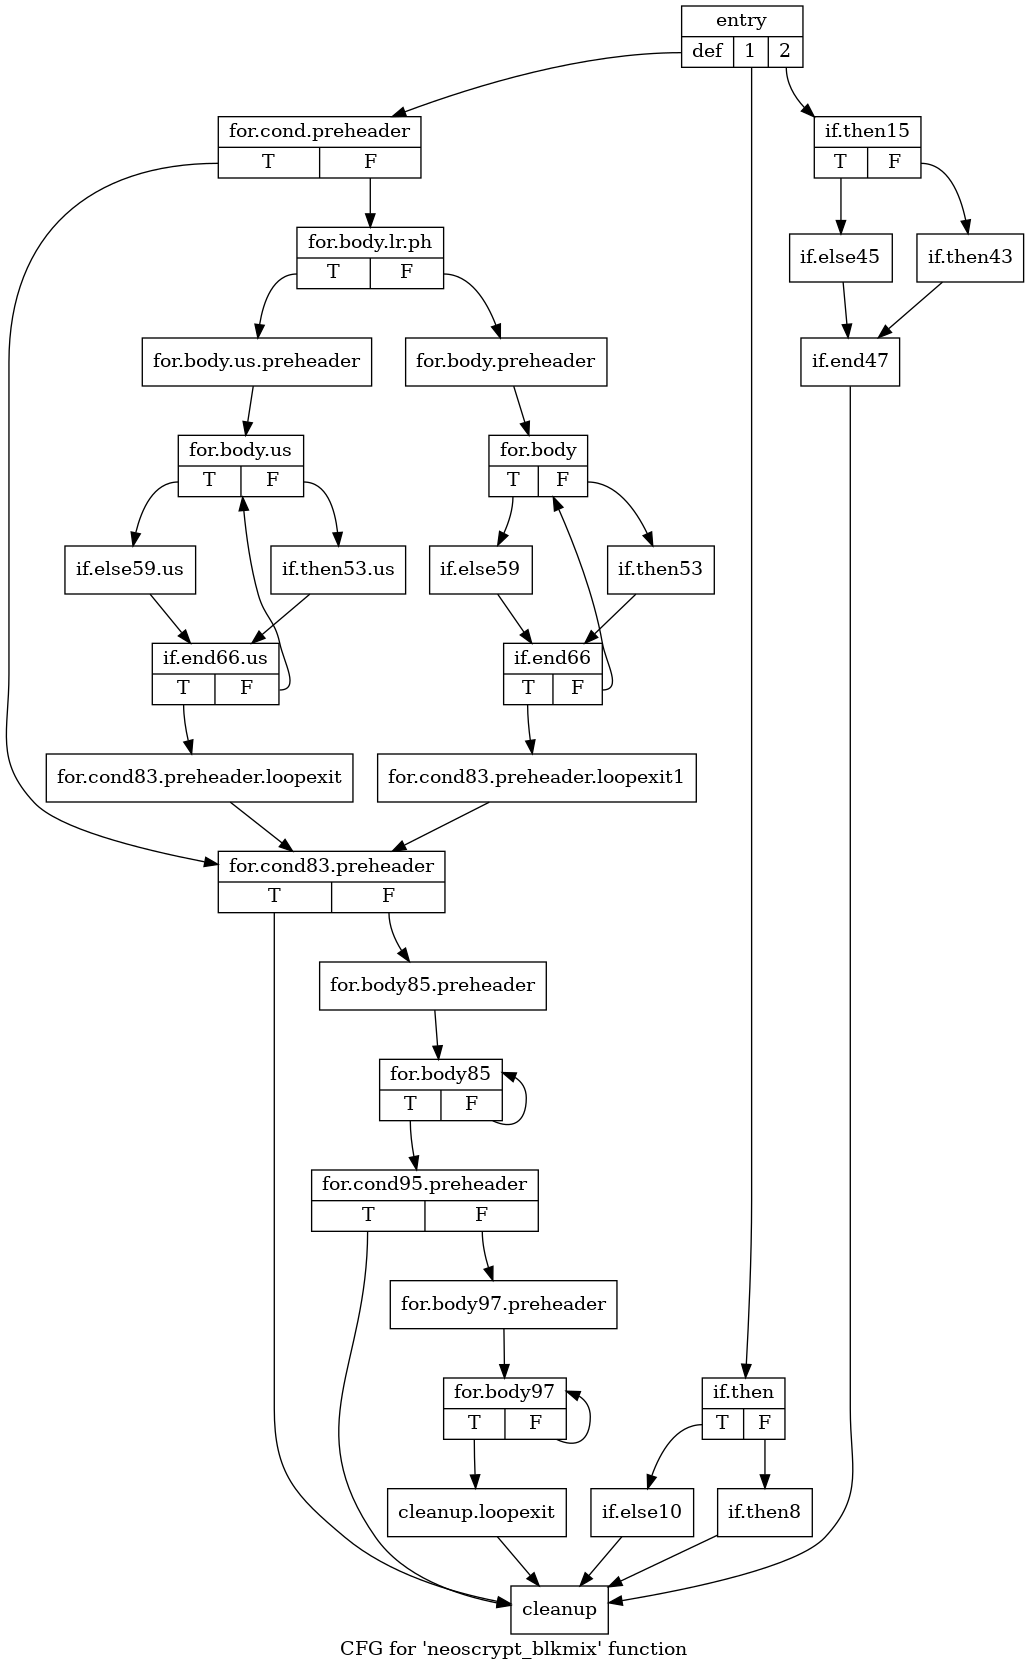 entry
def 1 2
for.cond.preheader
T F
if.then15
T F
for.body.lr.ph
T F
if.else45
if.then43
for.body.us.preheader
for.body.preheader
if.end47
for.body.us
T F
for.body
T F
if.else59.us
if.then53.us
if.else59
if.then53
if.end66.us
T F
if.end66
T F
for.cond83.preheader.loopexit
for.cond83.preheader.loopexit1
for.cond83.preheader
T F
for.body85.preheader
for.body85
T F
for.cond95.preheader
T F
for.body97.preheader
for.body97
T F
if.then
T F
cleanup.loopexit
if.else10
if.then8
cleanup
CFG for 'neoscrypt_blkmix' function